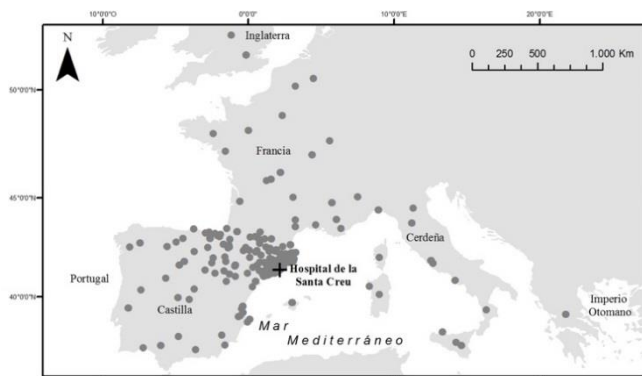 10°0'0"W 0°0'0" 10°0'0"E 20°0'0"E
N
Inglaterra
0 250 500 1.000 Km
50°0'0"N
Francia
45°0'0"N
Cerdeña
Hospital de la
Santa Creu
Portugal
Imperio
Otomano
40°0'0"N
Castilla
Mar
Mediterráneo